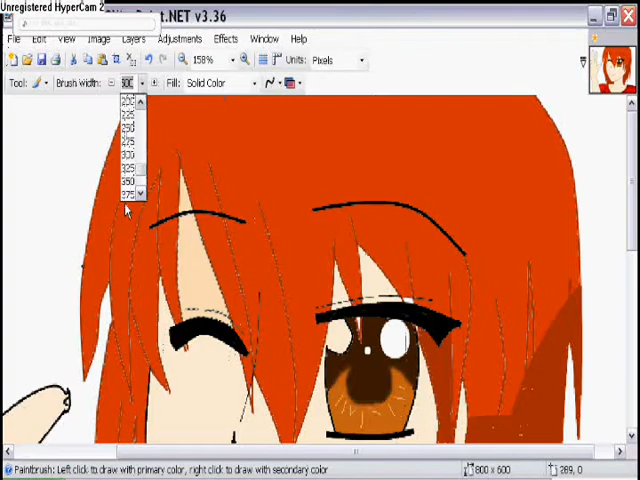 Unregistered HyperCam 2
Paint.NET v3.36
File Edit View Image Layers Adjustments Effects Window Help
158% Units: Pixels
Tool: Brush Width: 500 Fill: Solid Color
200
225
250
275
300
325
350
375
Paintbrush: Left click to draw with primary color, right click to draw with secondary color 800 x 600 289, 0